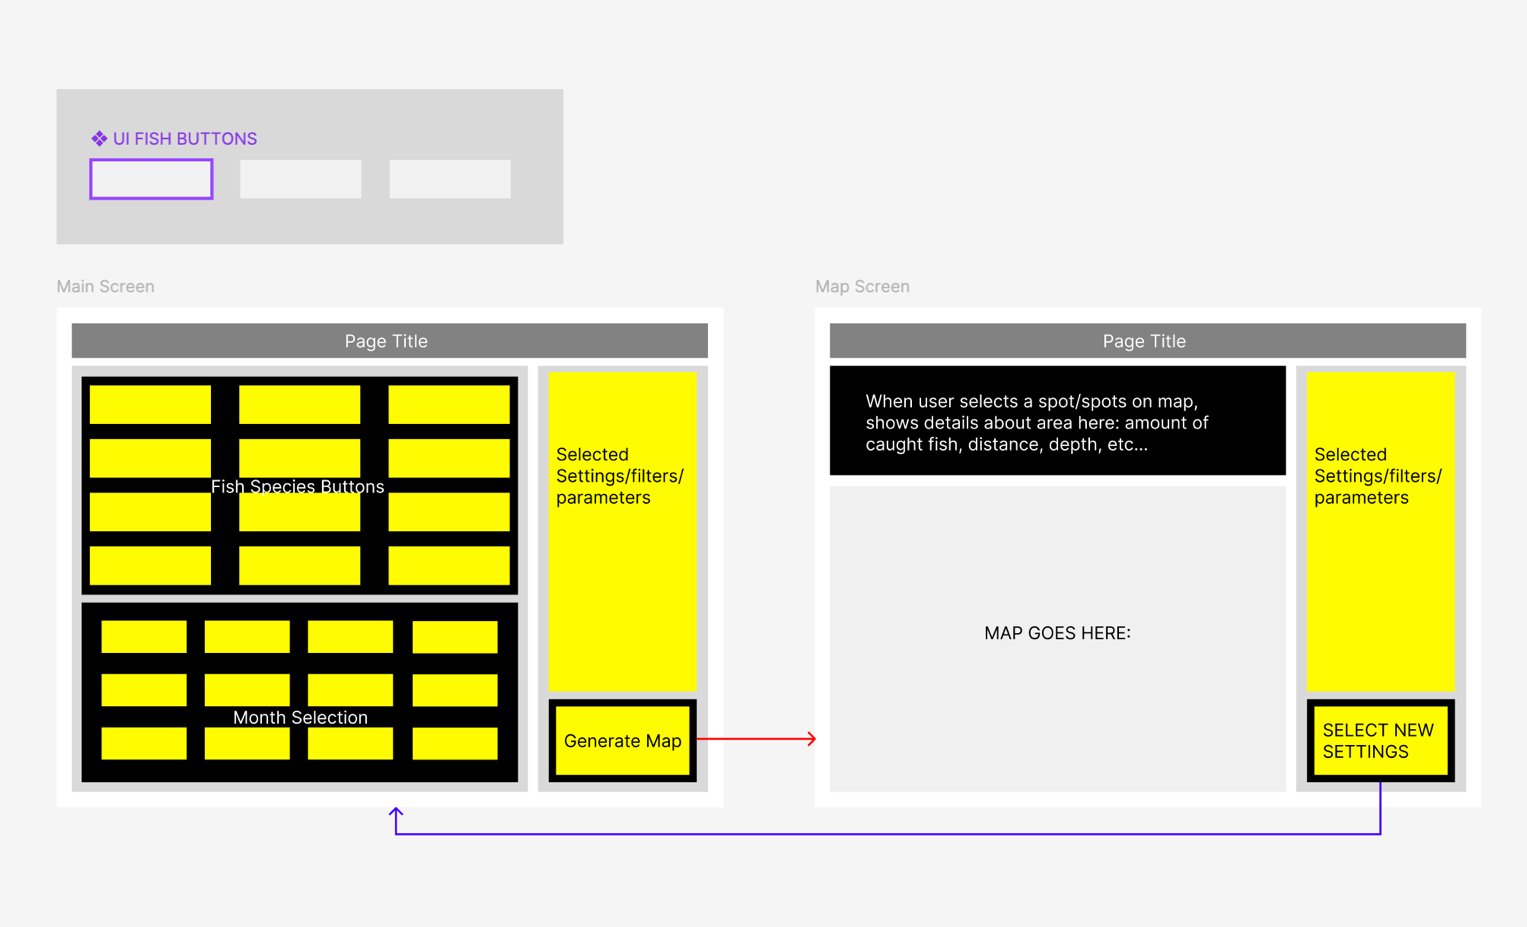 UI FISH BUTTONS
Main Screen
Page Title
Fish Species Buttons
Month Selection
Selected
Settings/filters/
parameters
Generate Map
Map Screen
Page Title
When user selects a spot/spots on map,
shows details about area here: amount of
caught fish, distance, depth, etc...
MAP GOES HERE:
Selected
Settings/filters/
parameters
SELECT NEW
SETTINGS